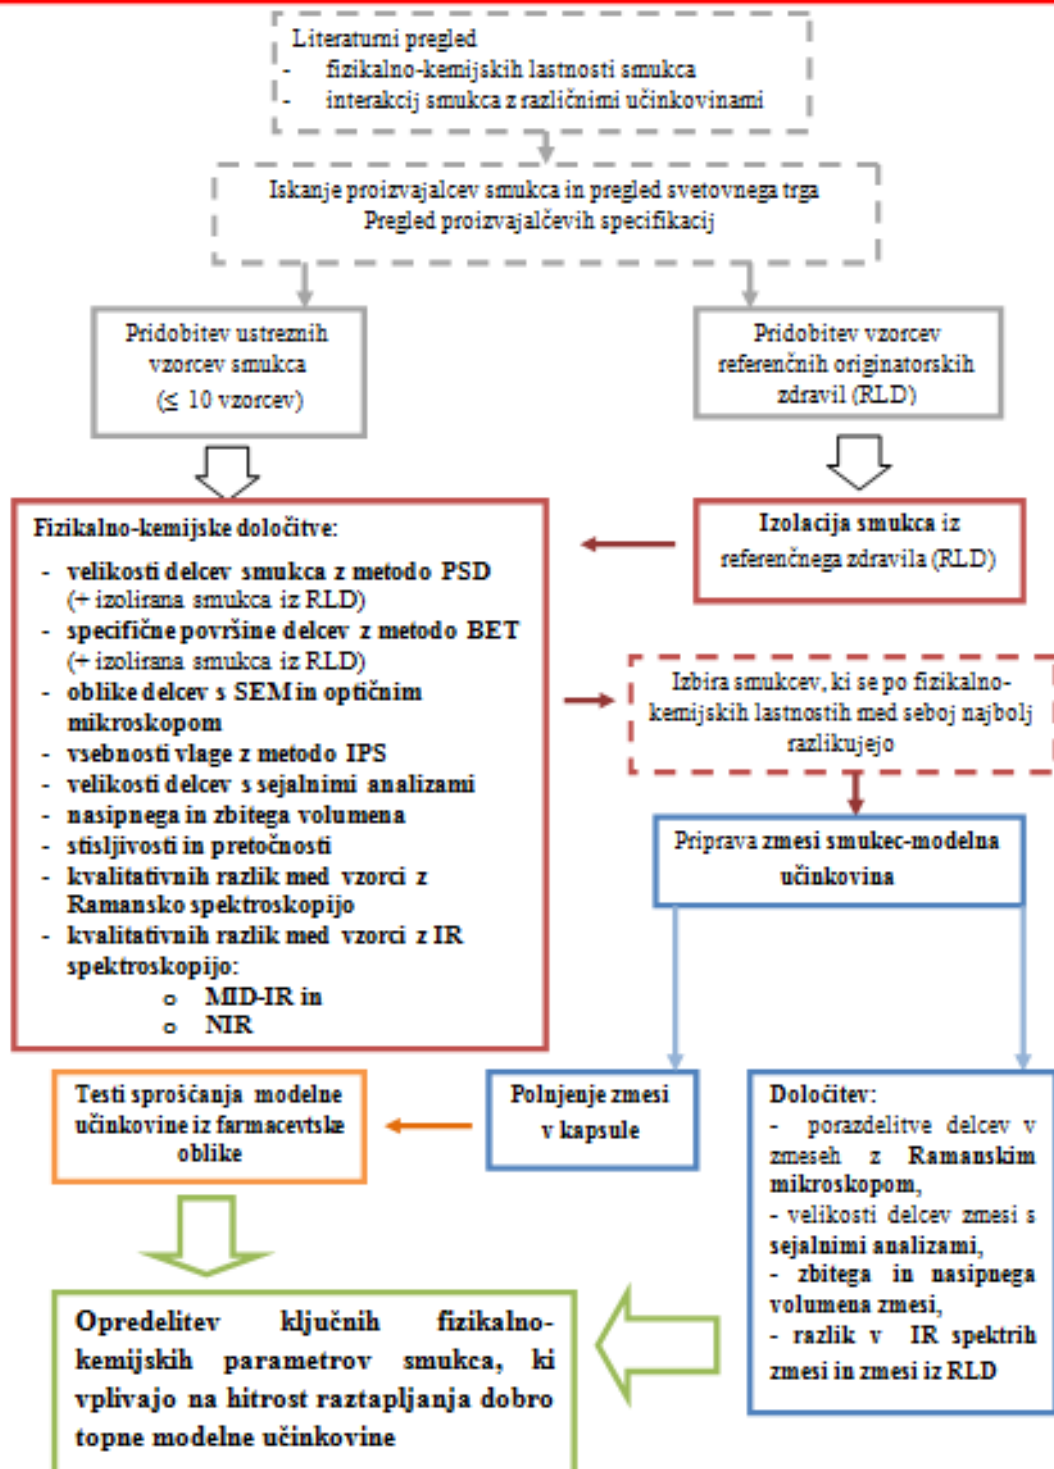 Literaturni pregled
- fizikalno-kemijskih lastnosti smukca
- interakcij smukca z različnimi učinkovinami
Iskanje proizvajalcev smukca in pregled svetovnega trga
Pregled proizvajalčevih specifikacij
Pridobitev ustreznih
vzorcev smukca
(≤ 10 vzorcev)
Pridobitev vzorcev
referenčnih originatorskih
zdravil (RLD)
Fizikalno-kemijske določitve:
- velikosti delcev smukca z metodo PSD
(+ izolirana smukca iz RLD)
- specifične površine delcev z metodo BET
(+ izolirana smukca iz RLD)
- oblike delcev s SEM in optičnim
mikroskopom
- vsebnosti vlage z metodo IPS
- velikosti delcev s sejalnimi analizami
- nasipnega in zbitega volumena
- stisljivosti in pretočnosti
- kvalitativnih razlik med vzorci z
Ramansko spektroskopijo
- kvalitativnih razlik med vzorci z IR
spektroskopijo:
o MID-IR in
o NIR
Izolacija smukca iz
referenčnega zdravila (RLD)
Izbira smukcev, ki se po fizikalno-
kemijskih lastnostih med seboj najbolj
razlikujejo
Priprava zmesi smukec-modelna
učinkovina
Testi sproščanja modelne
učinkovine iz farmacevtske
oblike
Polnjenje zmesi
v kapsule
Določitev:
- porazdelitve delcev v
zmeseh z Ramanskim
mikroskopom,
- velikosti delcev zmesi s
sejalnimi analizami,
- zbitega in nasipnega
volumena zmesi,
- razlik v IR spektrih
zmesi in zmesi iz RLD
Opredelitev ključnih fizikalno-
kemijskih parametrov smukca, ki
vplivajo na hitrost raztapljanja dobro
topne modelne učinkovine